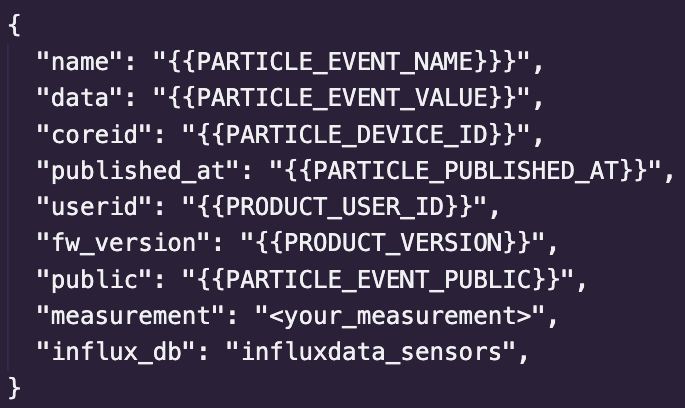 {
"name": "{{PARTICLE_EVENT_NAME}}}",
"data": "{{PARTICLE_EVENT_VALUE}}",
"coreid": "{{PARTICLE_DEVICE_ID}}",
"published_at": "{{PARTICLE_PUBLISHED_AT}}",
"userid": "{{PRODUCT_USER_ID}}",
"fw_version": "{{PRODUCT_VERSION}}",
"public": "{{PARTICLE_EVENT_PUBLIC}}",
"measurement": "<your_measurement>",
"influx_db": "influxdata_sensors",
}